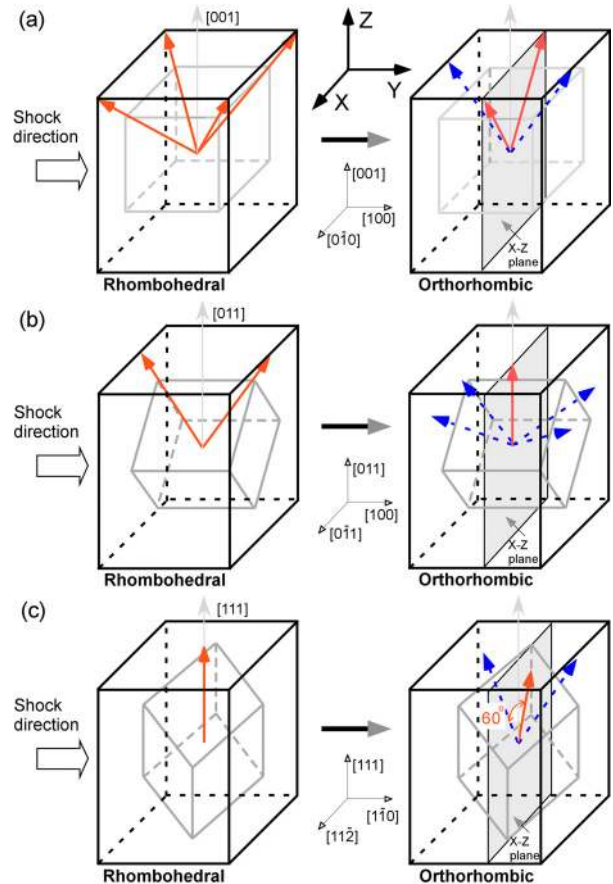 (a)
[001]
Z
X
Y
Shock
direction
[001]
[100]
[01̄0]
X-Z
plane
Rhombohedral
Orthorhombic
(b)
[011]
Shock
direction
[011]
[100]
[01̄1]
X-Z
plane
Rhombohedral
Orthorhombic
(c)
[111]
Shock
direction
60°
[111]
[11̄0]
[112̄]
X-Z
plane
Rhombohedral
Orthorhombic